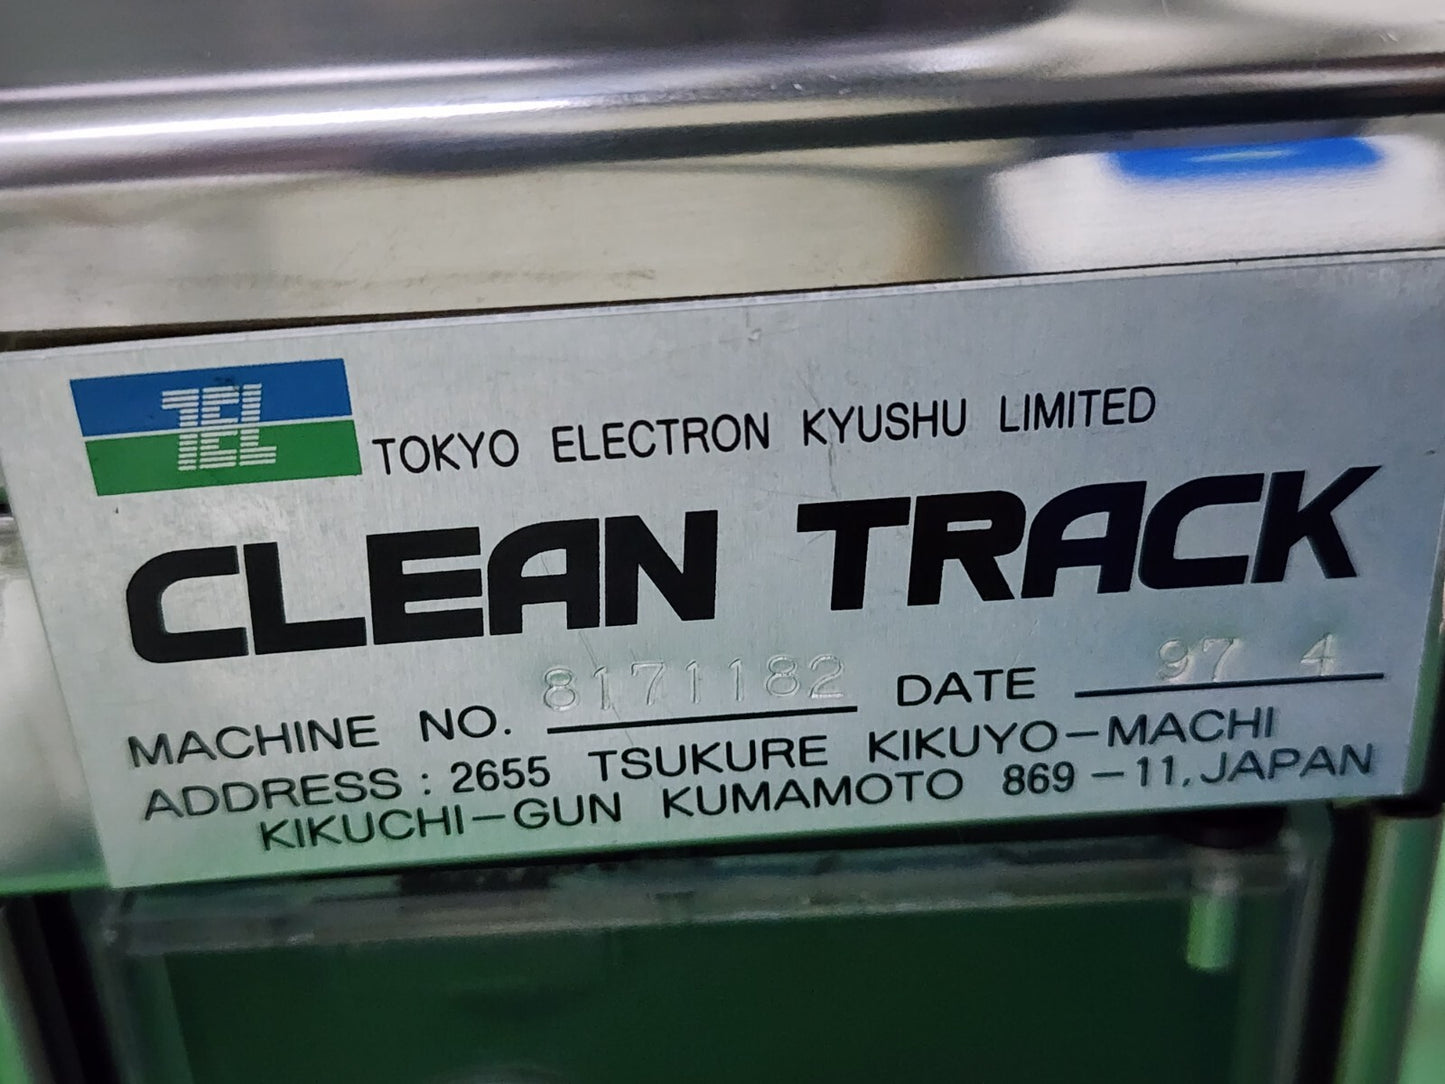 TEL
TOKYO ELECTRON KYUSHU LIMITED
CLEAN TRACK
MACHINE NO. 8171182 DATE 97 4
ADDRESS : 2655 TSUKURE KIKUYO-MACHI
KIKUCHI-GUN KUMAMOTO 869-11, JAPAN